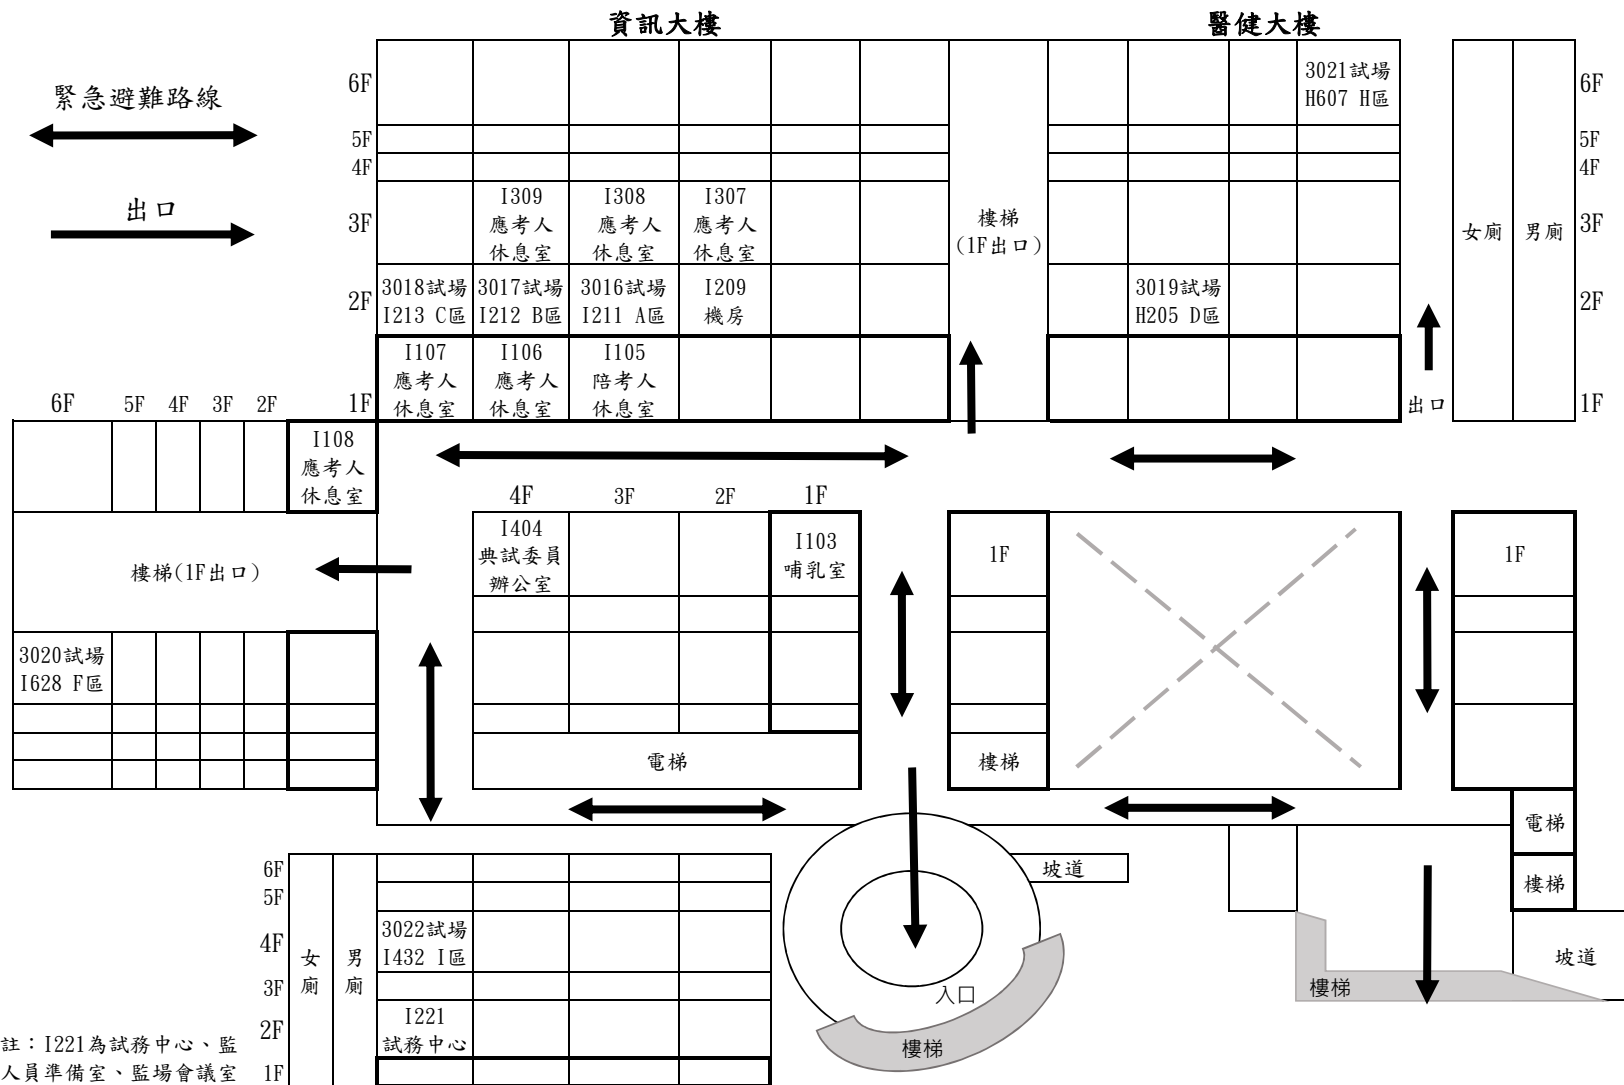 資訊大樓
醫健大樓
緊急避難路線
出口
6F
5F
4F
3F
2F
1F
3021試場
H607 H區
6F
5F
4F
3F
2F
1F
I309
應考人
休息室
I308
應考人
休息室
I307
應考人
休息室
樓梯
(1F出口)
女廁
男廁
3018試場
I213 C區
3017試場
I212 B區
3016試場
I211 A區
I209
機房
3019試場
H205 D區
I107
應考人
休息室
I106
應考人
休息室
I105
陪考人
休息室
出口
6F
5F
4F
3F
2F
I108
應考人
休息室
4F
3F
2F
1F
I404
典試委員
辦公室
I103
哺乳室
1F
1F
樓梯(1F出口)
3020試場
I628 F區
電梯
樓梯
電梯
樓梯
坡道
坡道
樓梯
入口
樓梯
6F
5F
4F
3F
2F
1F
女
廁
男
廁
3022試場
I432 I區
I221
試務中心
註：I221為試務中心、監
人員準備室、監場會議室